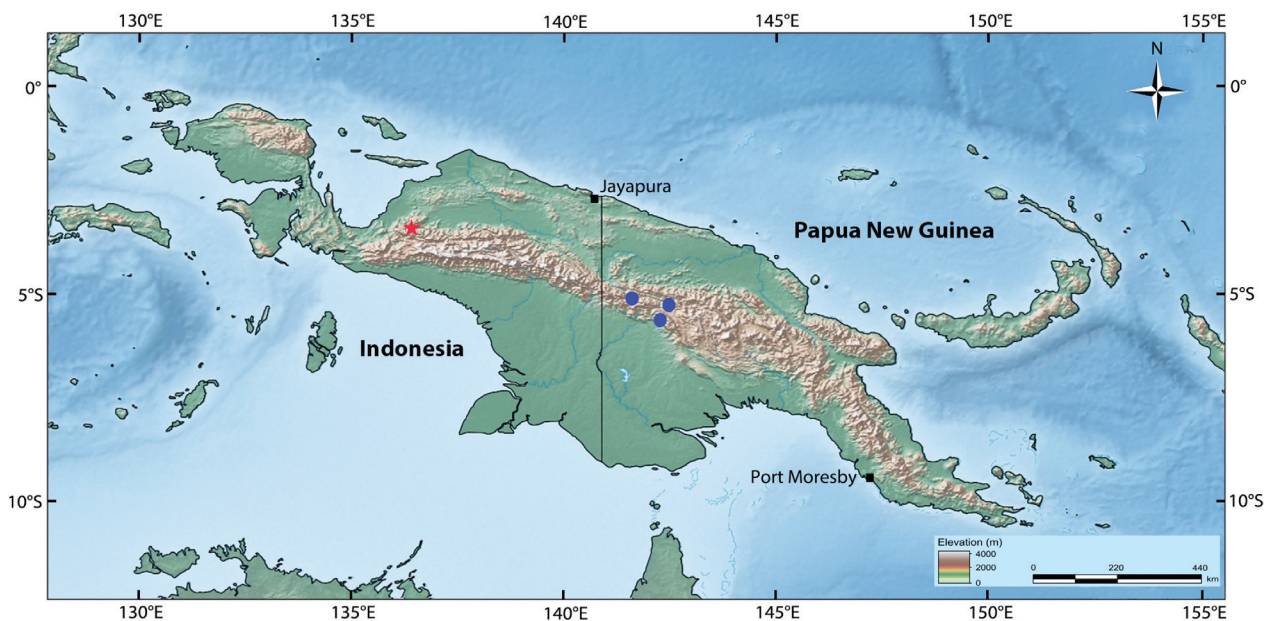 130°E 135°E 140°E 145°E 150°E 155°E
N
0° 0°
Jayapura
Papua New Guinea
5°S 5°S
Indonesia
Port Moresby
10°S 10°S
Elevation (m)
4000
2000
0
0 220 440
km
130°E 135°E 140°E 145°E 150°E 155°E